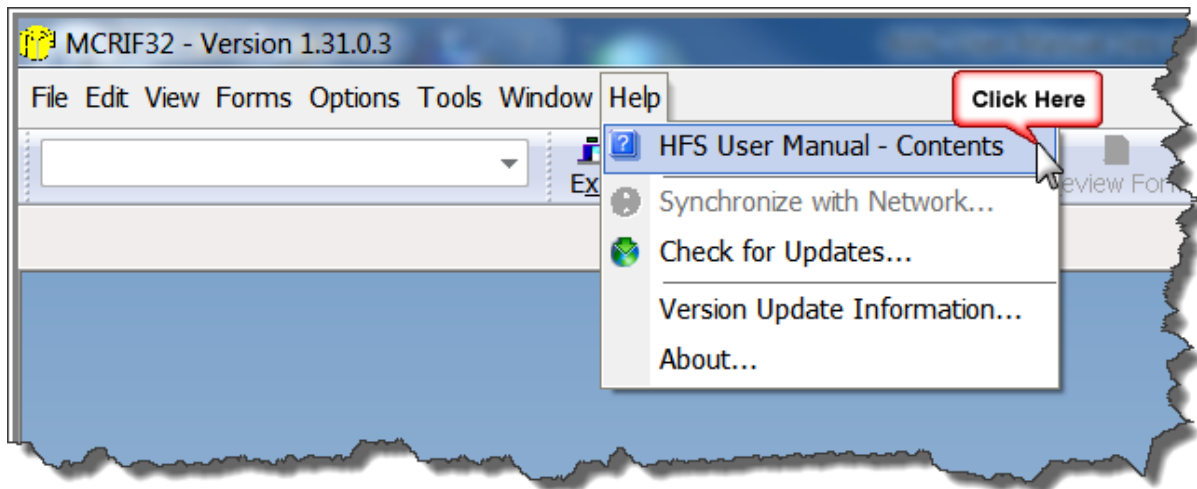 MCRIF32 - Version 1.31.0.3
File Edit View Forms Options Tools Window Help
Click Here
HFS User Manual - Contents
Synchronize with Network...
Check for Updates...
Version Update Information...
About...